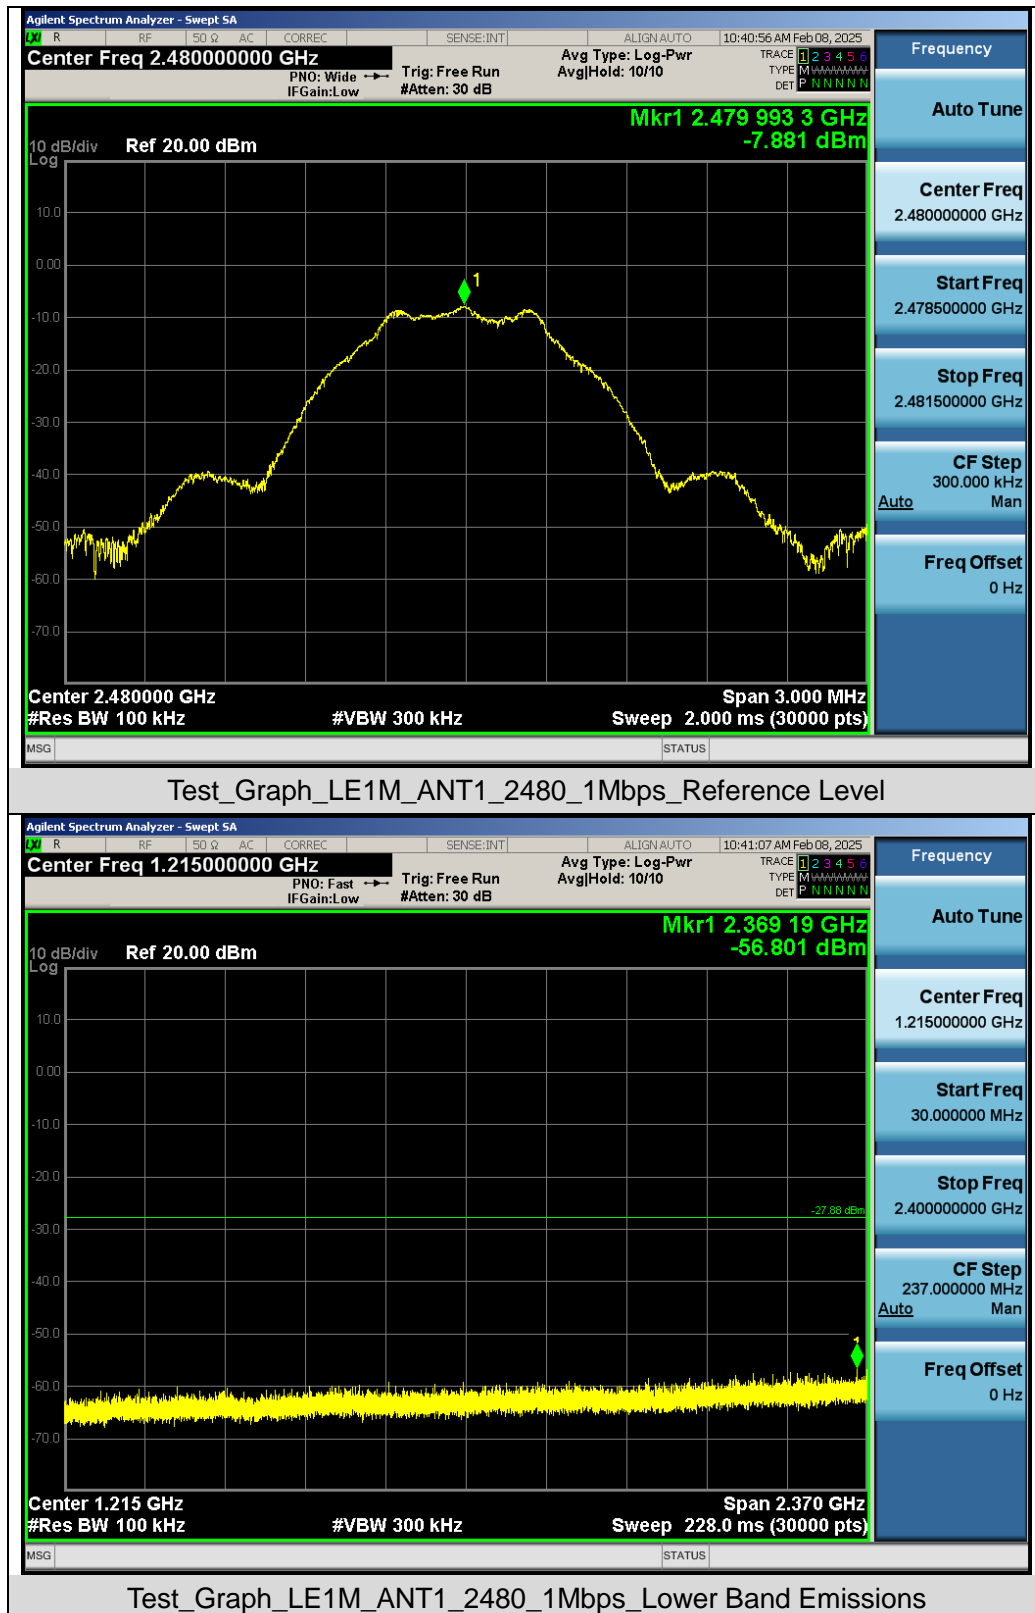 Agilent Spectrum Analyzer - Swept SA
LXI R RF 50 Ω AC CORREC SENSE:INT ALIGN AUTO 10:40:56 AM Feb 08, 2025
Center Freq 2.480000000 GHz
PNO: Wide
IFGain:Low
Trig: Free Run
#Atten: 30 dB
Avg Type: Log-Pwr
Avg|Hold: 10/10
TRACE 1 2 3 4 5 6
TYPE M
DET P N N N N N
Mkr1 2.479 993 3 GHz
-7.881 dBm
10 dB/div Ref 20.00 dBm
Log
10.0
0.00
-10.0
-20.0
-30.0
-40.0
-50.0
-60.0
-70.0
1
Center 2.480000 GHz Span 3.000 MHz
#Res BW 100 kHz #VBW 300 kHz Sweep 2.000 ms (30000 pts)
MSG STATUS
Frequency
Auto Tune
Center Freq
2.480000000 GHz
Start Freq
2.478500000 GHz
Stop Freq
2.481500000 GHz
CF Step
300.000 kHz
Auto Man
Freq Offset
0 Hz
Test_Graph_LE1M_ANT1_2480_1Mbps_Reference Level
Agilent Spectrum Analyzer - Swept SA
LXI R RF 50 Ω AC CORREC SENSE:INT ALIGN AUTO 10:41:07 AM Feb 08, 2025
Center Freq 1.215000000 GHz
PNO: Fast
IFGain:Low
Trig: Free Run
#Atten: 30 dB
Avg Type: Log-Pwr
Avg|Hold: 10/10
TRACE 1 2 3 4 5 6
TYPE M
DET P N N N N N
Mkr1 2.369 19 GHz
-56.801 dBm
10 dB/div Ref 20.00 dBm
Log
10.0
0.00
-10.0
-20.0
-27.88 dBm
-30.0
-40.0
-50.0
-60.0
-70.0
1
Center 1.215 GHz Span 2.370 GHz
#Res BW 100 kHz #VBW 300 kHz Sweep 228.0 ms (30000 pts)
MSG STATUS
Frequency
Auto Tune
Center Freq
1.215000000 GHz
Start Freq
30.000000 MHz
Stop Freq
2.400000000 GHz
CF Step
237.000000 MHz
Auto Man
Freq Offset
0 Hz
Test_Graph_LE1M_ANT1_2480_1Mbps_Lower Band Emissions